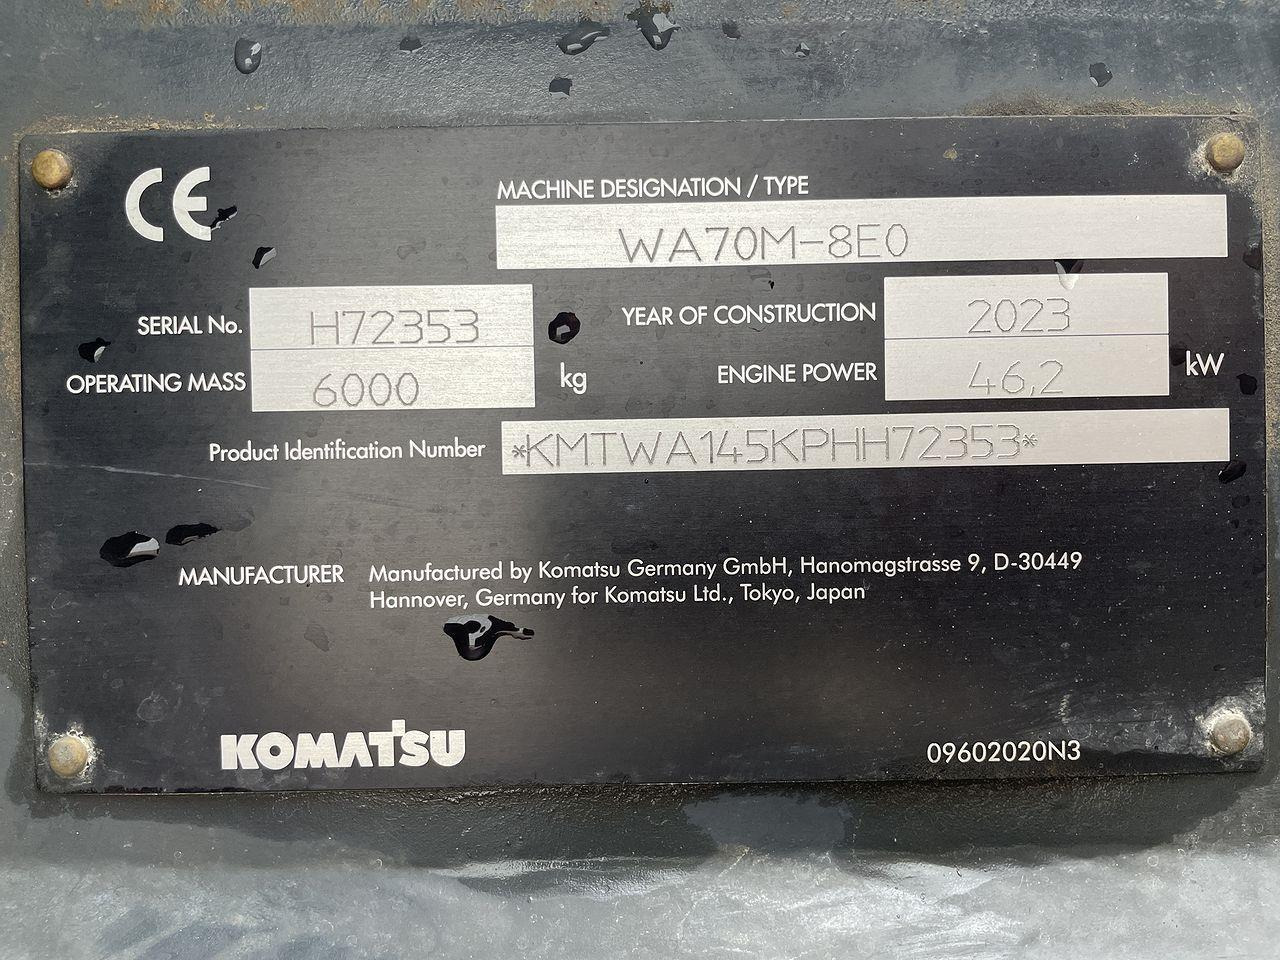 CE
MACHINE DESIGNATION / TYPE
WA70M-8E0
SERIAL No. H72353 YEAR OF CONSTRUCTION 2023
OPERATING MASS 6000 kg ENGINE POWER 46,2 kW
Product Identification Number *KMTWA145KPHH72353*
MANUFACTURER Manufactured by Komatsu Germany GmbH, Hanomagstrasse 9, D-30449
Hannover, Germany for Komatsu Ltd., Tokyo, Japan
KOMATSU 09602020N3